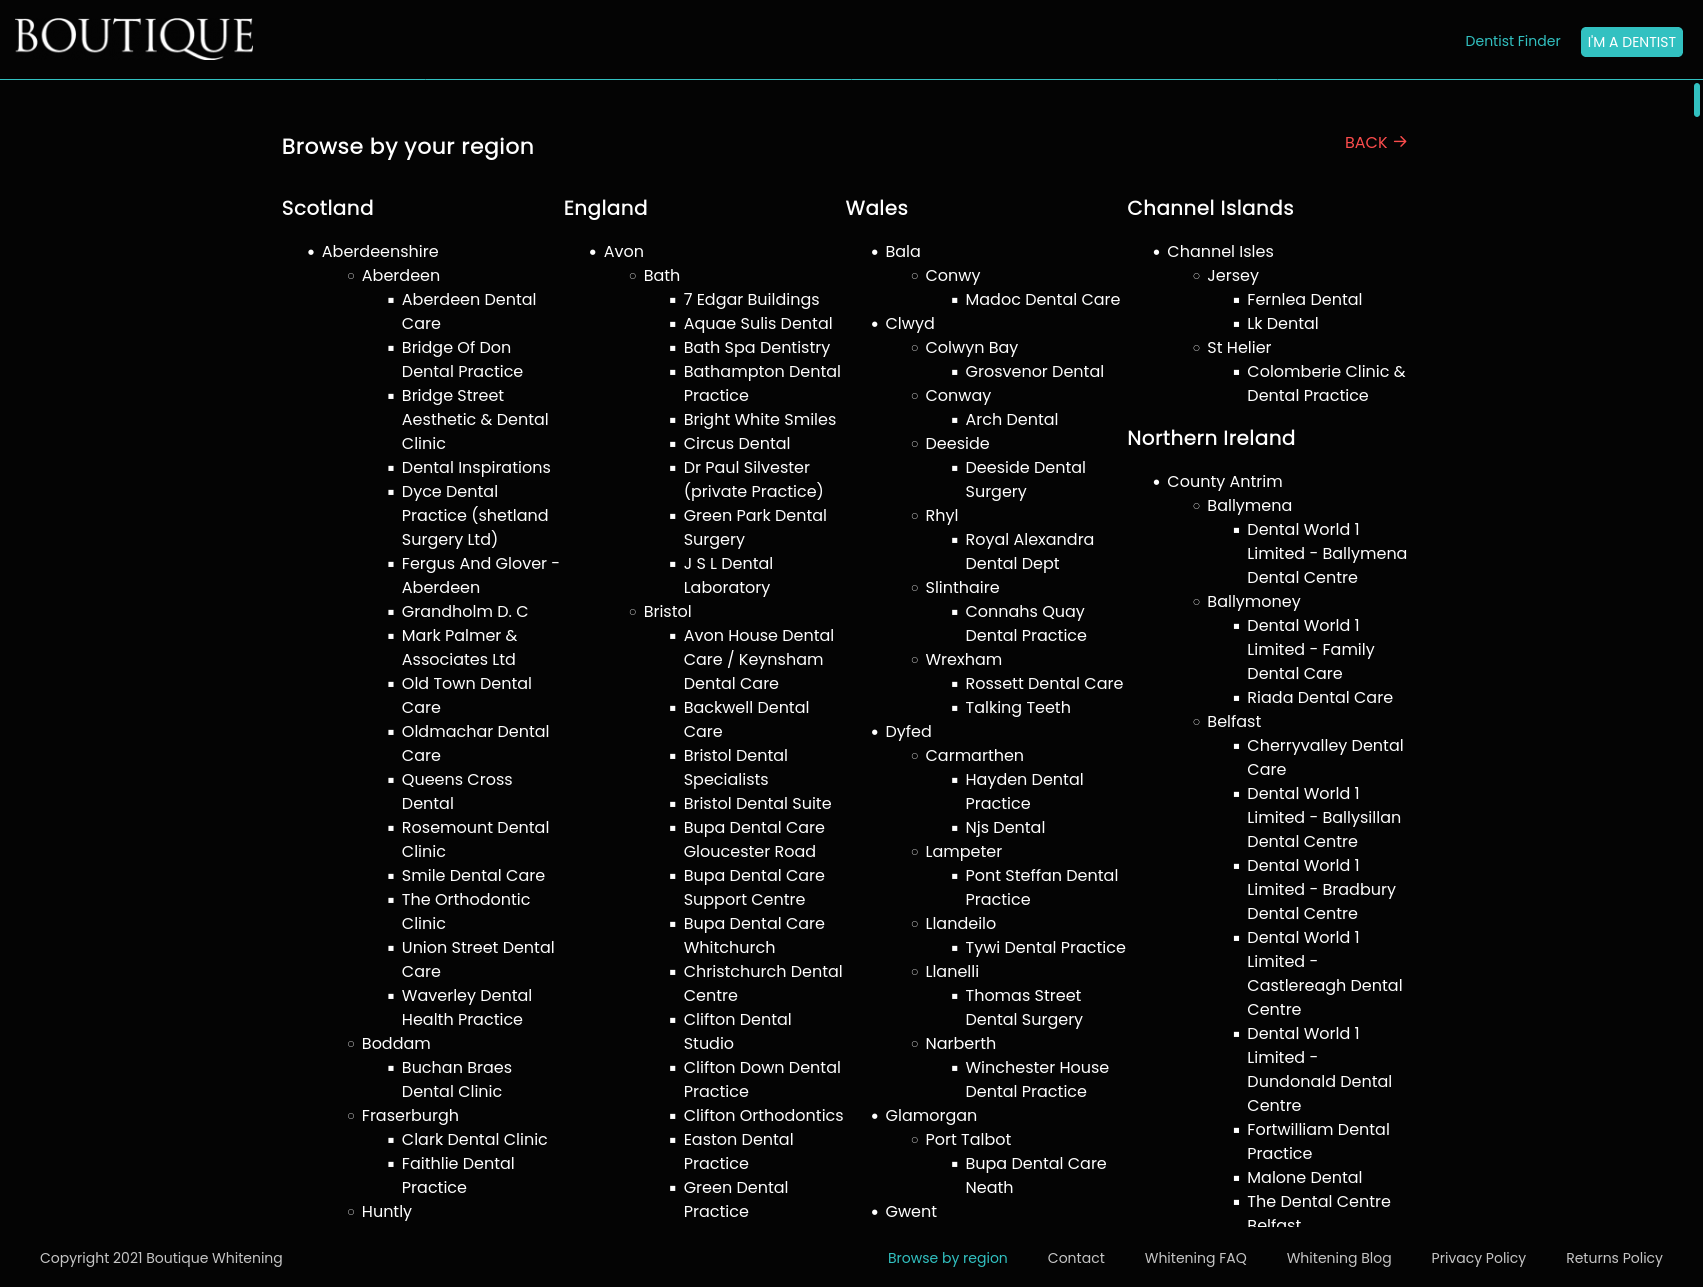 BOUTIQUE
Dentist Finder
I'M A DENTIST
Browse by your region
BACK →
Scotland
Aberdeenshire
Aberdeen
Aberdeen Dental
Care
Bridge Of Don
Dental Practice
Bridge Street
Aesthetic & Dental
Clinic
Dental Inspirations
Dyce Dental
Practice (shetland
Surgery Ltd)
Fergus And Glover -
Aberdeen
Grandholm D. C
Mark Palmer &
Associates Ltd
Old Town Dental
Care
Oldmachar Dental
Care
Queens Cross
Dental
Rosemount Dental
Clinic
Smile Dental Care
The Orthodontic
Clinic
Union Street Dental
Care
Waverley Dental
Health Practice
Boddam
Buchan Braes
Dental Clinic
Fraserburgh
Clark Dental Clinic
Faithlie Dental
Practice
Huntly
England
Avon
Bath
7 Edgar Buildings
Aquae Sulis Dental
Bath Spa Dentistry
Bathampton Dental
Practice
Bright White Smiles
Circus Dental
Dr Paul Silvester
(private Practice)
Green Park Dental
Surgery
J S L Dental
Laboratory
Bristol
Avon House Dental
Care / Keynsham
Dental Care
Backwell Dental
Care
Bristol Dental
Specialists
Bristol Dental Suite
Bupa Dental Care
Gloucester Road
Bupa Dental Care
Support Centre
Bupa Dental Care
Whitchurch
Christchurch Dental
Centre
Clifton Dental
Studio
Clifton Down Dental
Practice
Clifton Orthodontics
Easton Dental
Practice
Green Dental
Practice
Wales
Bala
Conwy
Madoc Dental Care
Clwyd
Colwyn Bay
Grosvenor Dental
Conway
Arch Dental
Deeside
Deeside Dental
Surgery
Rhyl
Royal Alexandra
Dental Dept
Slinthaire
Connahs Quay
Dental Practice
Wrexham
Rossett Dental Care
Talking Teeth
Dyfed
Carmarthen
Hayden Dental
Practice
Njs Dental
Lampeter
Pont Steffan Dental
Practice
Llandeilo
Tywi Dental Practice
Llanelli
Thomas Street
Dental Surgery
Narberth
Winchester House
Dental Practice
Glamorgan
Port Talbot
Bupa Dental Care
Neath
Gwent
Channel Islands
Channel Isles
Jersey
Fernlea Dental
Lk Dental
St Helier
Colomberie Clinic &
Dental Practice
Northern Ireland
County Antrim
Ballymena
Dental World 1
Limited - Ballymena
Dental Centre
Ballymoney
Dental World 1
Limited - Family
Dental Care
Riada Dental Care
Belfast
Cherryvalley Dental
Care
Dental World 1
Limited - Ballysillan
Dental Centre
Dental World 1
Limited - Bradbury
Dental Centre
Dental World 1
Limited -
Castlereagh Dental
Centre
Dental World 1
Limited -
Dundonald Dental
Centre
Fortwilliam Dental
Practice
Malone Dental
The Dental Centre
Belfast
Copyright 2021 Boutique Whitening
Browse by region
Contact
Whitening FAQ
Whitening Blog
Privacy Policy
Returns Policy